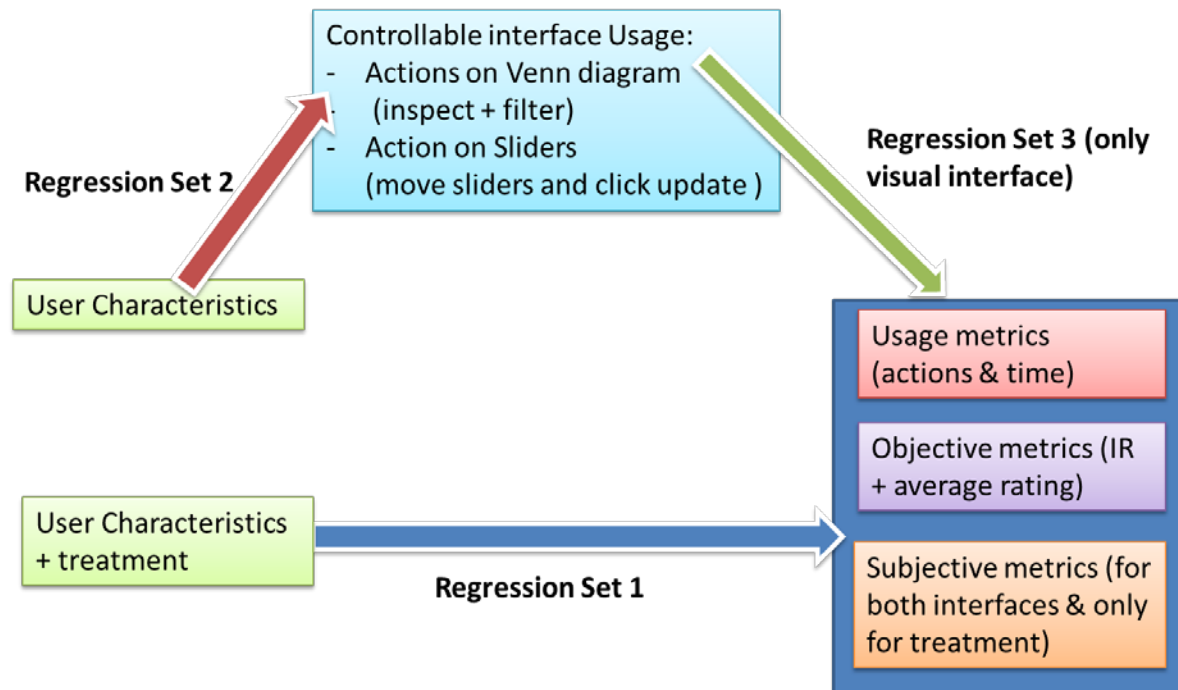 Controllable interface Usage:
- Actions on Venn diagram
- (inspect + filter)
- Action on Sliders
(move sliders and click update )
Regression Set 2
Regression Set 3 (only
visual interface)
User Characteristics
Usage metrics
(actions & time)
Objective metrics (IR
+ average rating)
User Characteristics
+ treatment
Regression Set 1
Subjective metrics (for
both interfaces & only
for treatment)